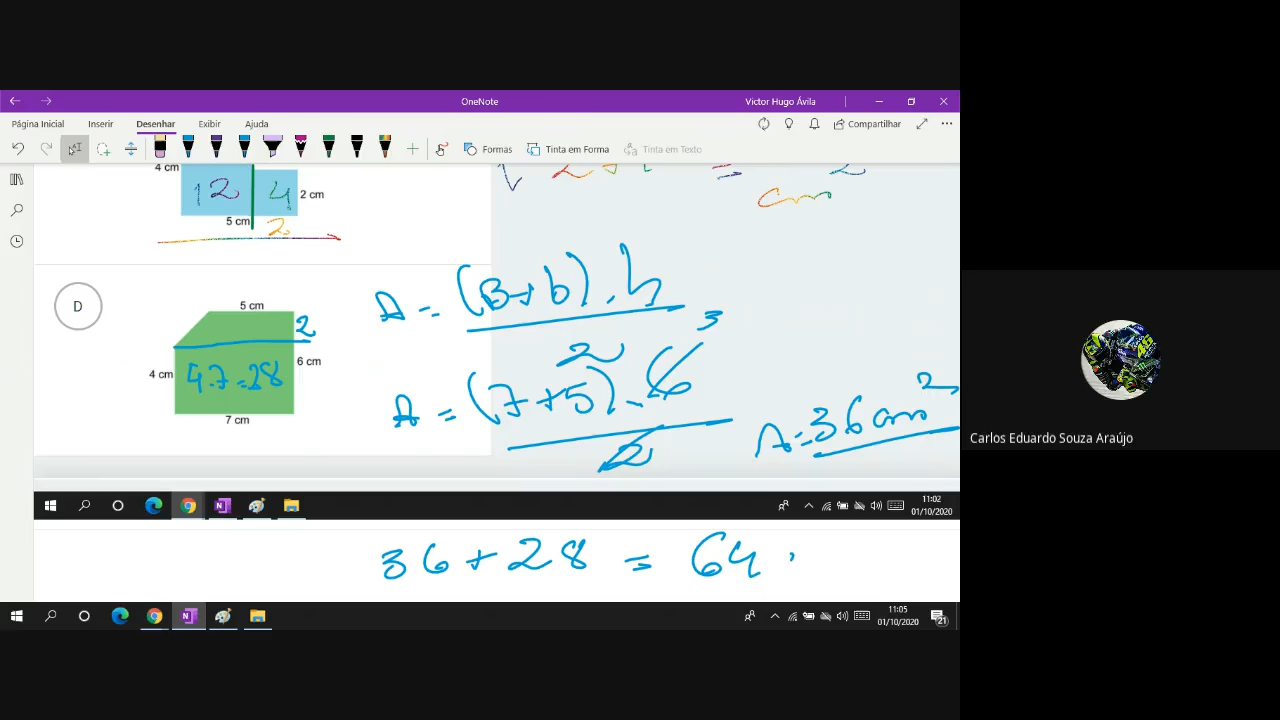 OneNote
Victor Hugo Ávila
Página Inicial Inserir Desenhar Exibir Ajuda
Compartilhar
Formas Tinta em Forma Tinta em Texto
4 cm
12 4 2 cm
5 cm 2
cm 2
D
5 cm
2
6 cm
4 cm 4.7=28
7 cm
A = (B+b).h
2
3
A = (7+5).6
2
A=36cm²
11:02
01/10/2020
36+28 = 64
11:05
01/10/2020
21
Carlos Eduardo Souza Araújo